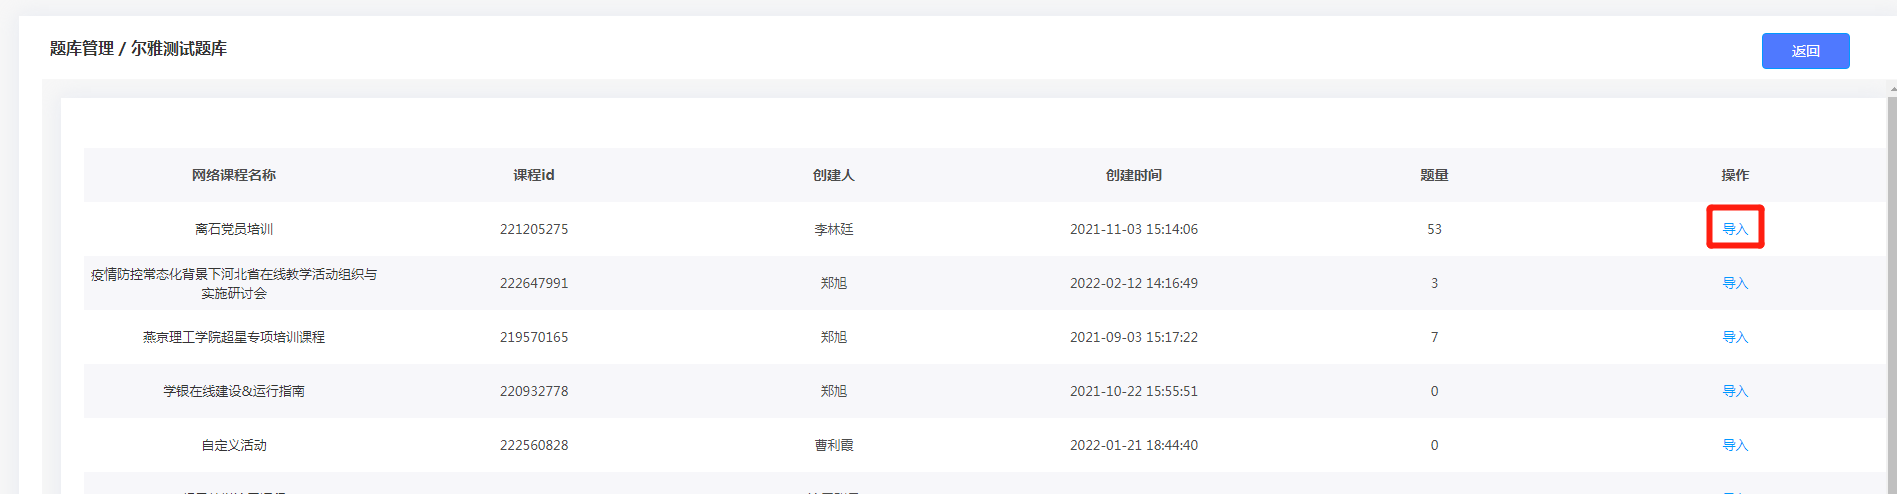 题库管理 / 尔雅测试题库
返回
网络课程名称 课程id 创建人 创建时间 题量 操作
离石党员培训 221205275 李林廷 2021-11-03 15:14:06 53 导入
疫情防控常态化背景下河北省在线教学活动组织与
实施研讨会 222647991 郑旭 2022-02-12 14:16:49 3 导入
燕京理工学院超星专项培训课程 219570165 郑旭 2021-09-03 15:17:22 7 导入
学银在线建设&运行指南 220932778 郑旭 2021-10-22 15:55:51 0 导入
自定义活动 222560828 曹利霞 2022-01-21 18:44:40 0 导入